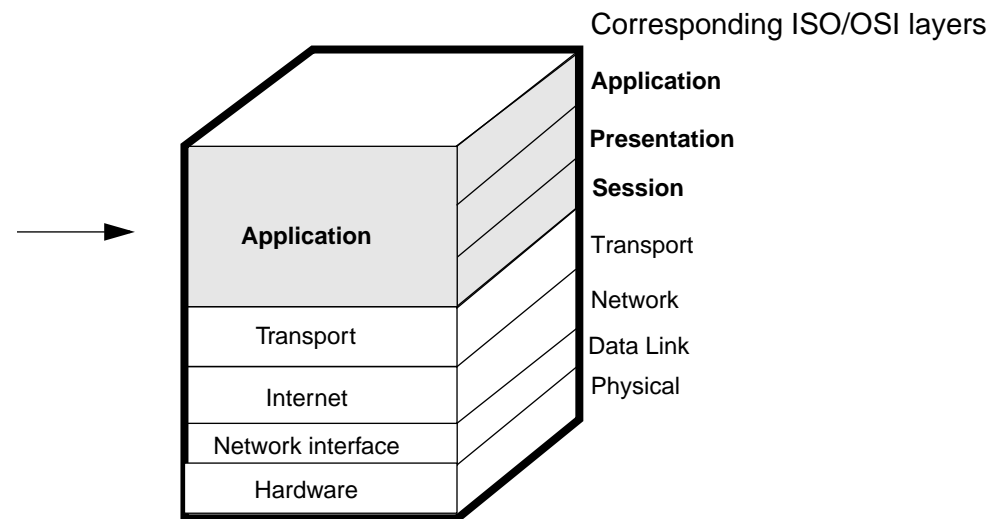 Corresponding ISO/OSI layers
Application
Presentation
Session
Application
Transport
Network
Transport
Data Link
Internet
Physical
Network interface
Hardware